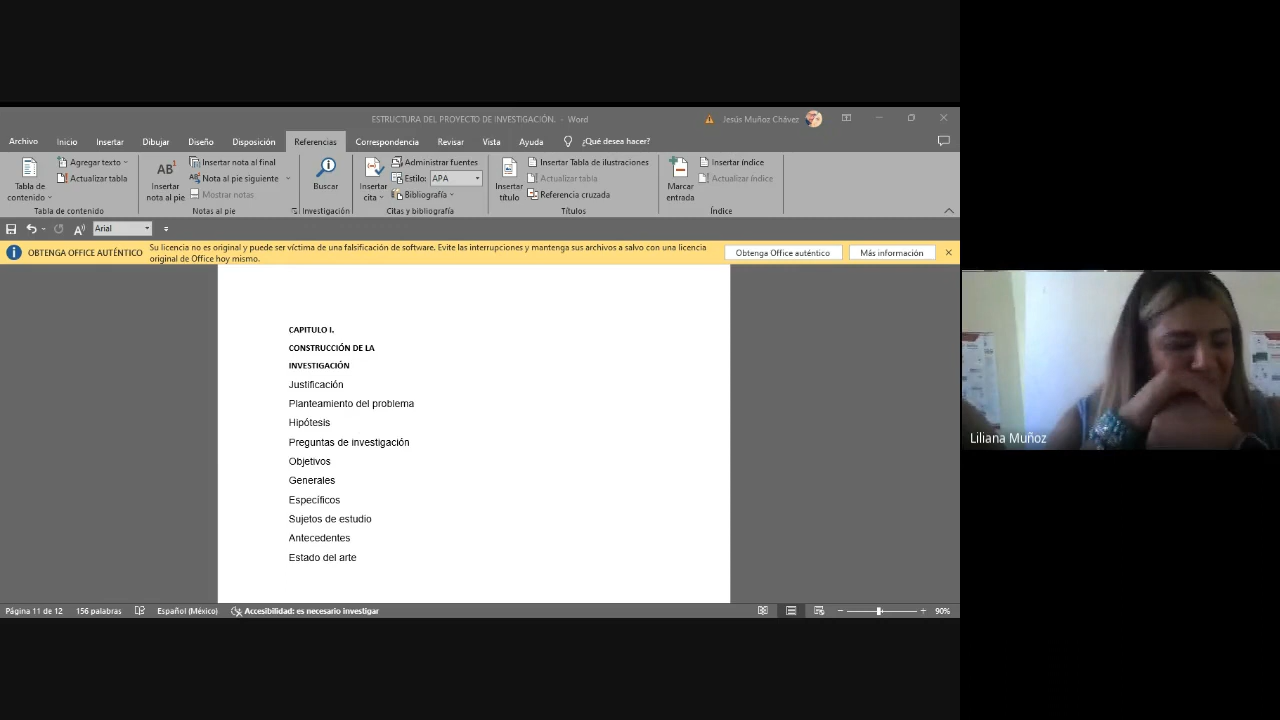 ESTRUCTURA DEL PROYECTO DE INVESTIGACIÓN. - Word
Jesús Muñoz Chávez
Archivo Inicio Insertar Dibujar Diseño Disposición Referencias Correspondencia Revisar Vista Ayuda ¿Qué desea hacer?
Tabla de contenido
Agregar texto
Actualizar tabla
Tabla de contenido
AB1
Insertar nota al pie
Insertar nota al final
Nota al pie siguiente
Mostrar notas
Notas al pie
Buscar
Investigación
Insertar cita
Administrar fuentes
Estilo: APA
Bibliografía
Citas y bibliografía
Insertar título
Insertar Tabla de ilustraciones
Actualizar tabla
Referencia cruzada
Títulos
Marcar entrada
Insertar índice
Actualizar índice
Índice
Arial
OBTENGA OFFICE AUTÉNTICO
Su licencia no es original y puede ser víctima de una falsificación de software. Evite las interrupciones y mantenga sus archivos a salvo con una licencia
original de Office hoy mismo.
Obtenga Office auténtico
Más información
CAPITULO I.
CONSTRUCCIÓN DE LA
INVESTIGACIÓN
Justificación
Planteamiento del problema
Hipótesis
Preguntas de investigación
Objetivos
Generales
Específicos
Sujetos de estudio
Antecedentes
Estado del arte
Liliana Muñoz
Página 11 de 12 156 palabras Español (México) Accesibilidad: es necesario investigar 90%